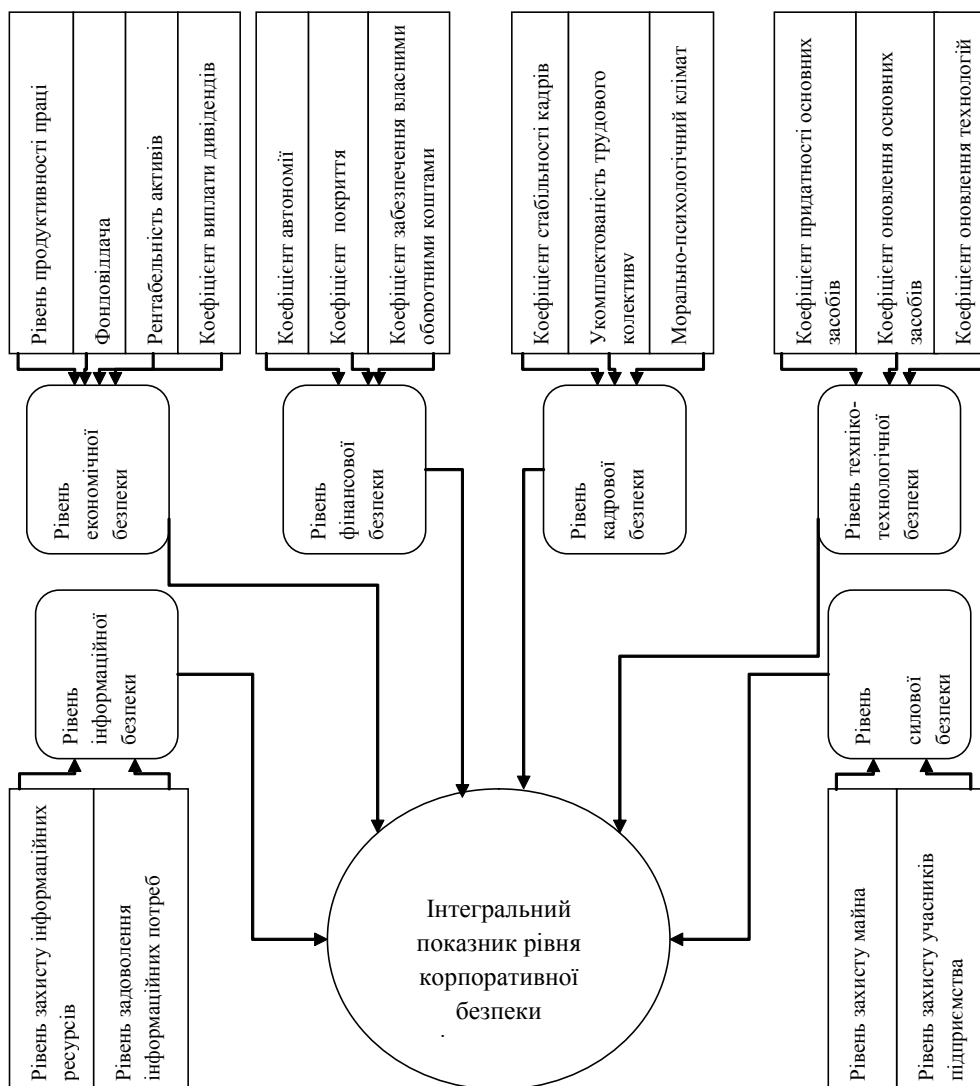 Рівень продуктивності праці
Фондовіддача
Рентабельність активів
Коефіцієнт виплати дивідендів
Коефіцієнт автономії
Коефіцієнт покриття
Коефіцієнт забезпечення власними
оборотними коштами
Коефіцієнт стабільності кадрів
Укомплектованість трудового
колективу
Морально-психологічний клімат
Коефіцієнт придатності основних
засобів
Коефіцієнт оновлення основних
засобів
Коефіцієнт оновлення технологій
Рівень
економічної
безпеки
Рівень
фінансової
безпеки
Рівень
кадрової
безпеки
Рівень техніко-
технологічної
безпеки
Рівень
інформаційної
безпеки
Рівень
силової
безпеки
Рівень захисту інформаційних
ресурсів
Рівень задоволення
інформаційних потреб
Інтегральний
показник рівня
корпоративної
безпеки
.
Рівень захисту майна
Рівень захисту учасників
підприємства